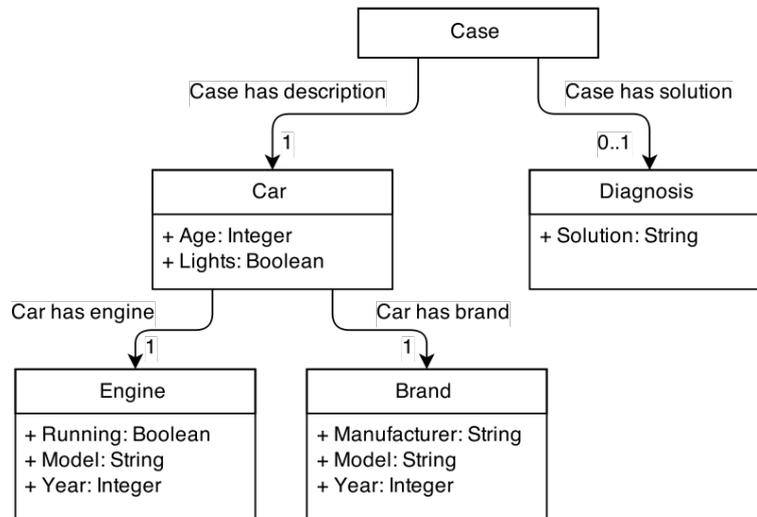 Case
Case has description
Case has solution
1
0..1
Car
Diagnosis
+ Age: Integer
+ Lights: Boolean
+ Solution: String
Car has engine
Car has brand
1
1
Engine
Brand
+ Running: Boolean
+ Model: String
+ Year: Integer
+ Manufacturer: String
+ Model: String
+ Year: Integer